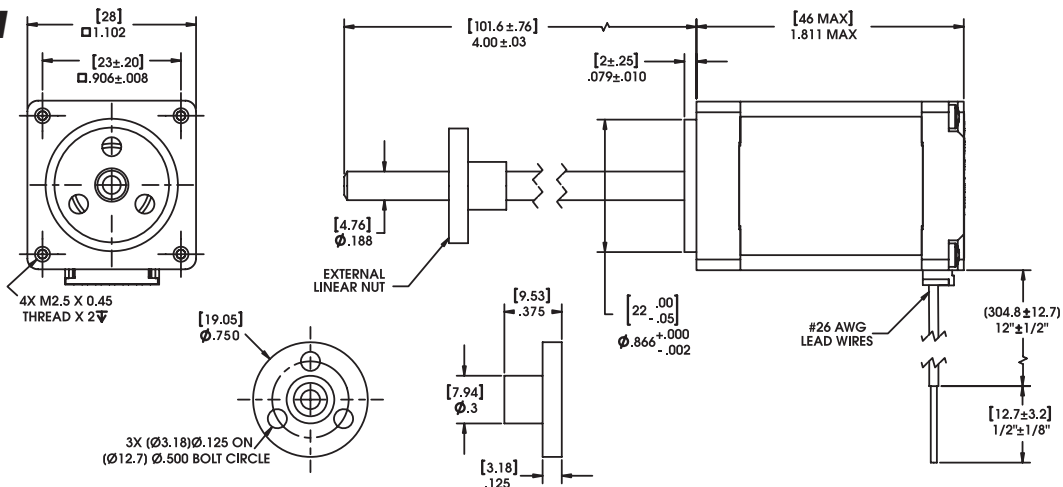 [28]
□1.102
[23±.20]
□.906±.008
4X M2.5 X 0.45
THREAD X 2↧
[101.6±.76]
4.00±.03
[46 MAX]
1.811 MAX
[2±.25]
.079±.010
[4.76]
Ø.188
EXTERNAL
LINEAR NUT
[22 .00
-.05]
Ø.866+.000
-.002
#26 AWG
LEAD WIRES
(304.8±12.7)
12"±1/2"
[12.7±3.2]
1/2"±1/8"
[19.05]
Ø.750
3X (Ø3.18)Ø.125 ON
(Ø12.7) Ø.500 BOLT CIRCLE
[9.53]
.375
[7.94]
Ø.3
[3.18]
.125